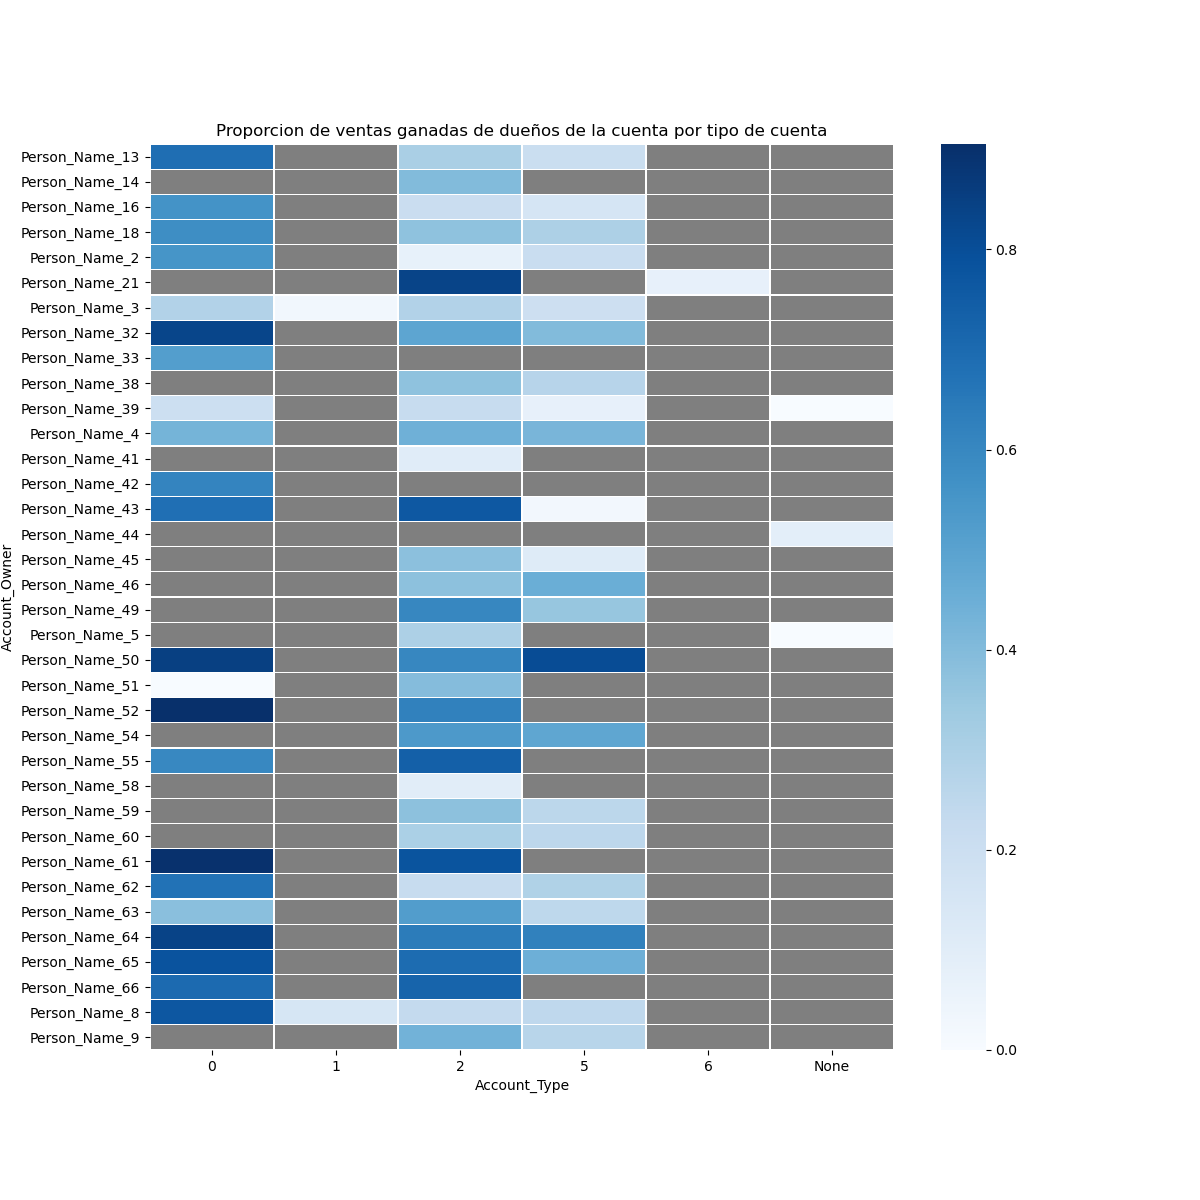 Proporcion de ventas ganadas de dueños de la cuenta por tipo de cuenta
Account_Owner
Person_Name_13
Person_Name_14
Person_Name_16
Person_Name_18
Person_Name_2
Person_Name_21
Person_Name_3
Person_Name_32
Person_Name_33
Person_Name_38
Person_Name_39
Person_Name_4
Person_Name_41
Person_Name_42
Person_Name_43
Person_Name_44
Person_Name_45
Person_Name_46
Person_Name_49
Person_Name_5
Person_Name_50
Person_Name_51
Person_Name_52
Person_Name_54
Person_Name_55
Person_Name_58
Person_Name_59
Person_Name_60
Person_Name_61
Person_Name_62
Person_Name_63
Person_Name_64
Person_Name_65
Person_Name_66
Person_Name_8
Person_Name_9
0 1 2 5 6 None
Account_Type
0.8
0.6
0.4
0.2
0.0